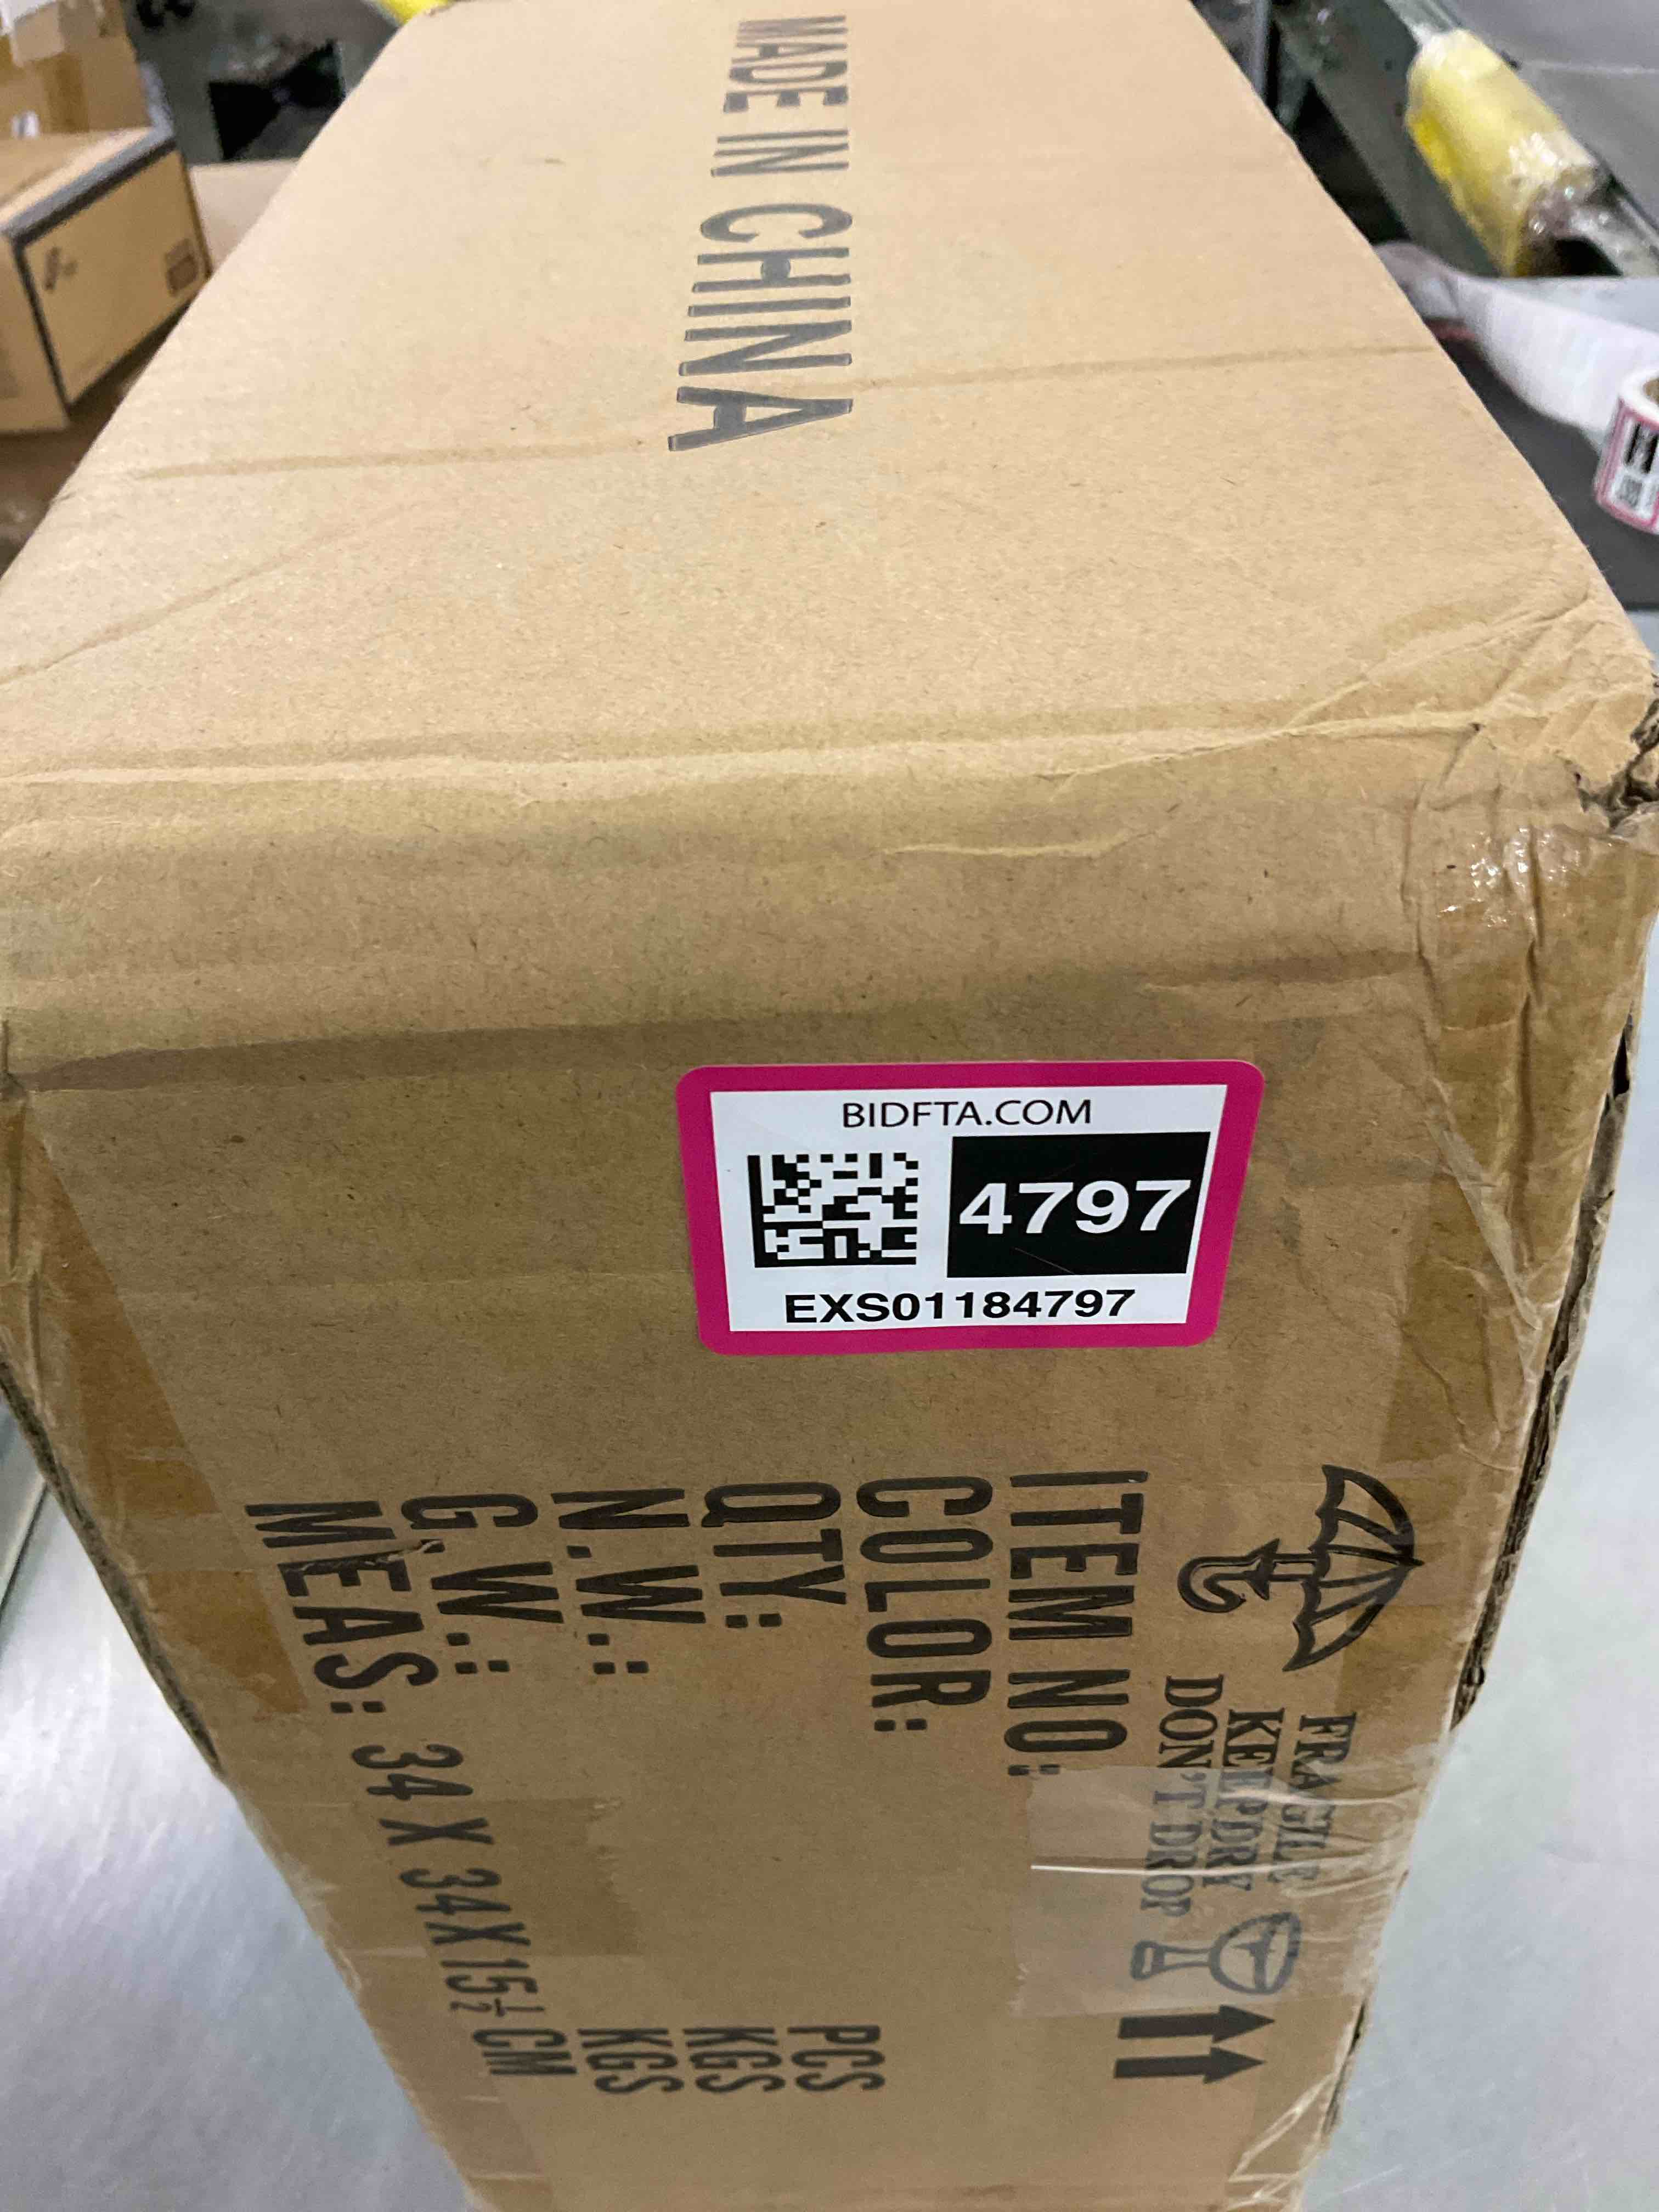 MADE IN CHINA
BIDFTA.COM
4797
EXS01184797
FRAGILE
KEEP DRY
DON'T DROP
ITEM NO:
COLOR:
QTY: PCS
N.W.: KGS
G.W.: KGS
MEAS: 34 X 34 X 15½ CM